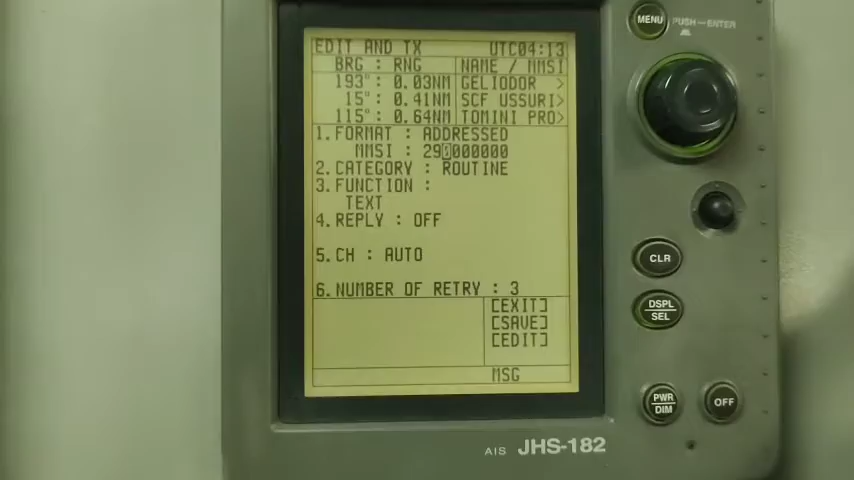 EDIT AND TX UTC04:13
BRG : RNG NAME / MMSI
193°: 0.03NM GELIODOR >
15°: 0.41NM SCF USSURI>
115°: 0.64NM TOMINI PRO>
1.FORMAT : ADDRESSED
MMSI : 290000000
2.CATEGORY : ROUTINE
3.FUNCTION :
TEXT
4.REPLY : OFF
5.CH : AUTO
6.NUMBER OF RETRY : 3
[EXIT]
[SAVE]
[EDIT]
MSG
MENU PUSH-ENTER
CLR
DSPL
SEL
PWR
DIM
OFF
AIS JHS-182